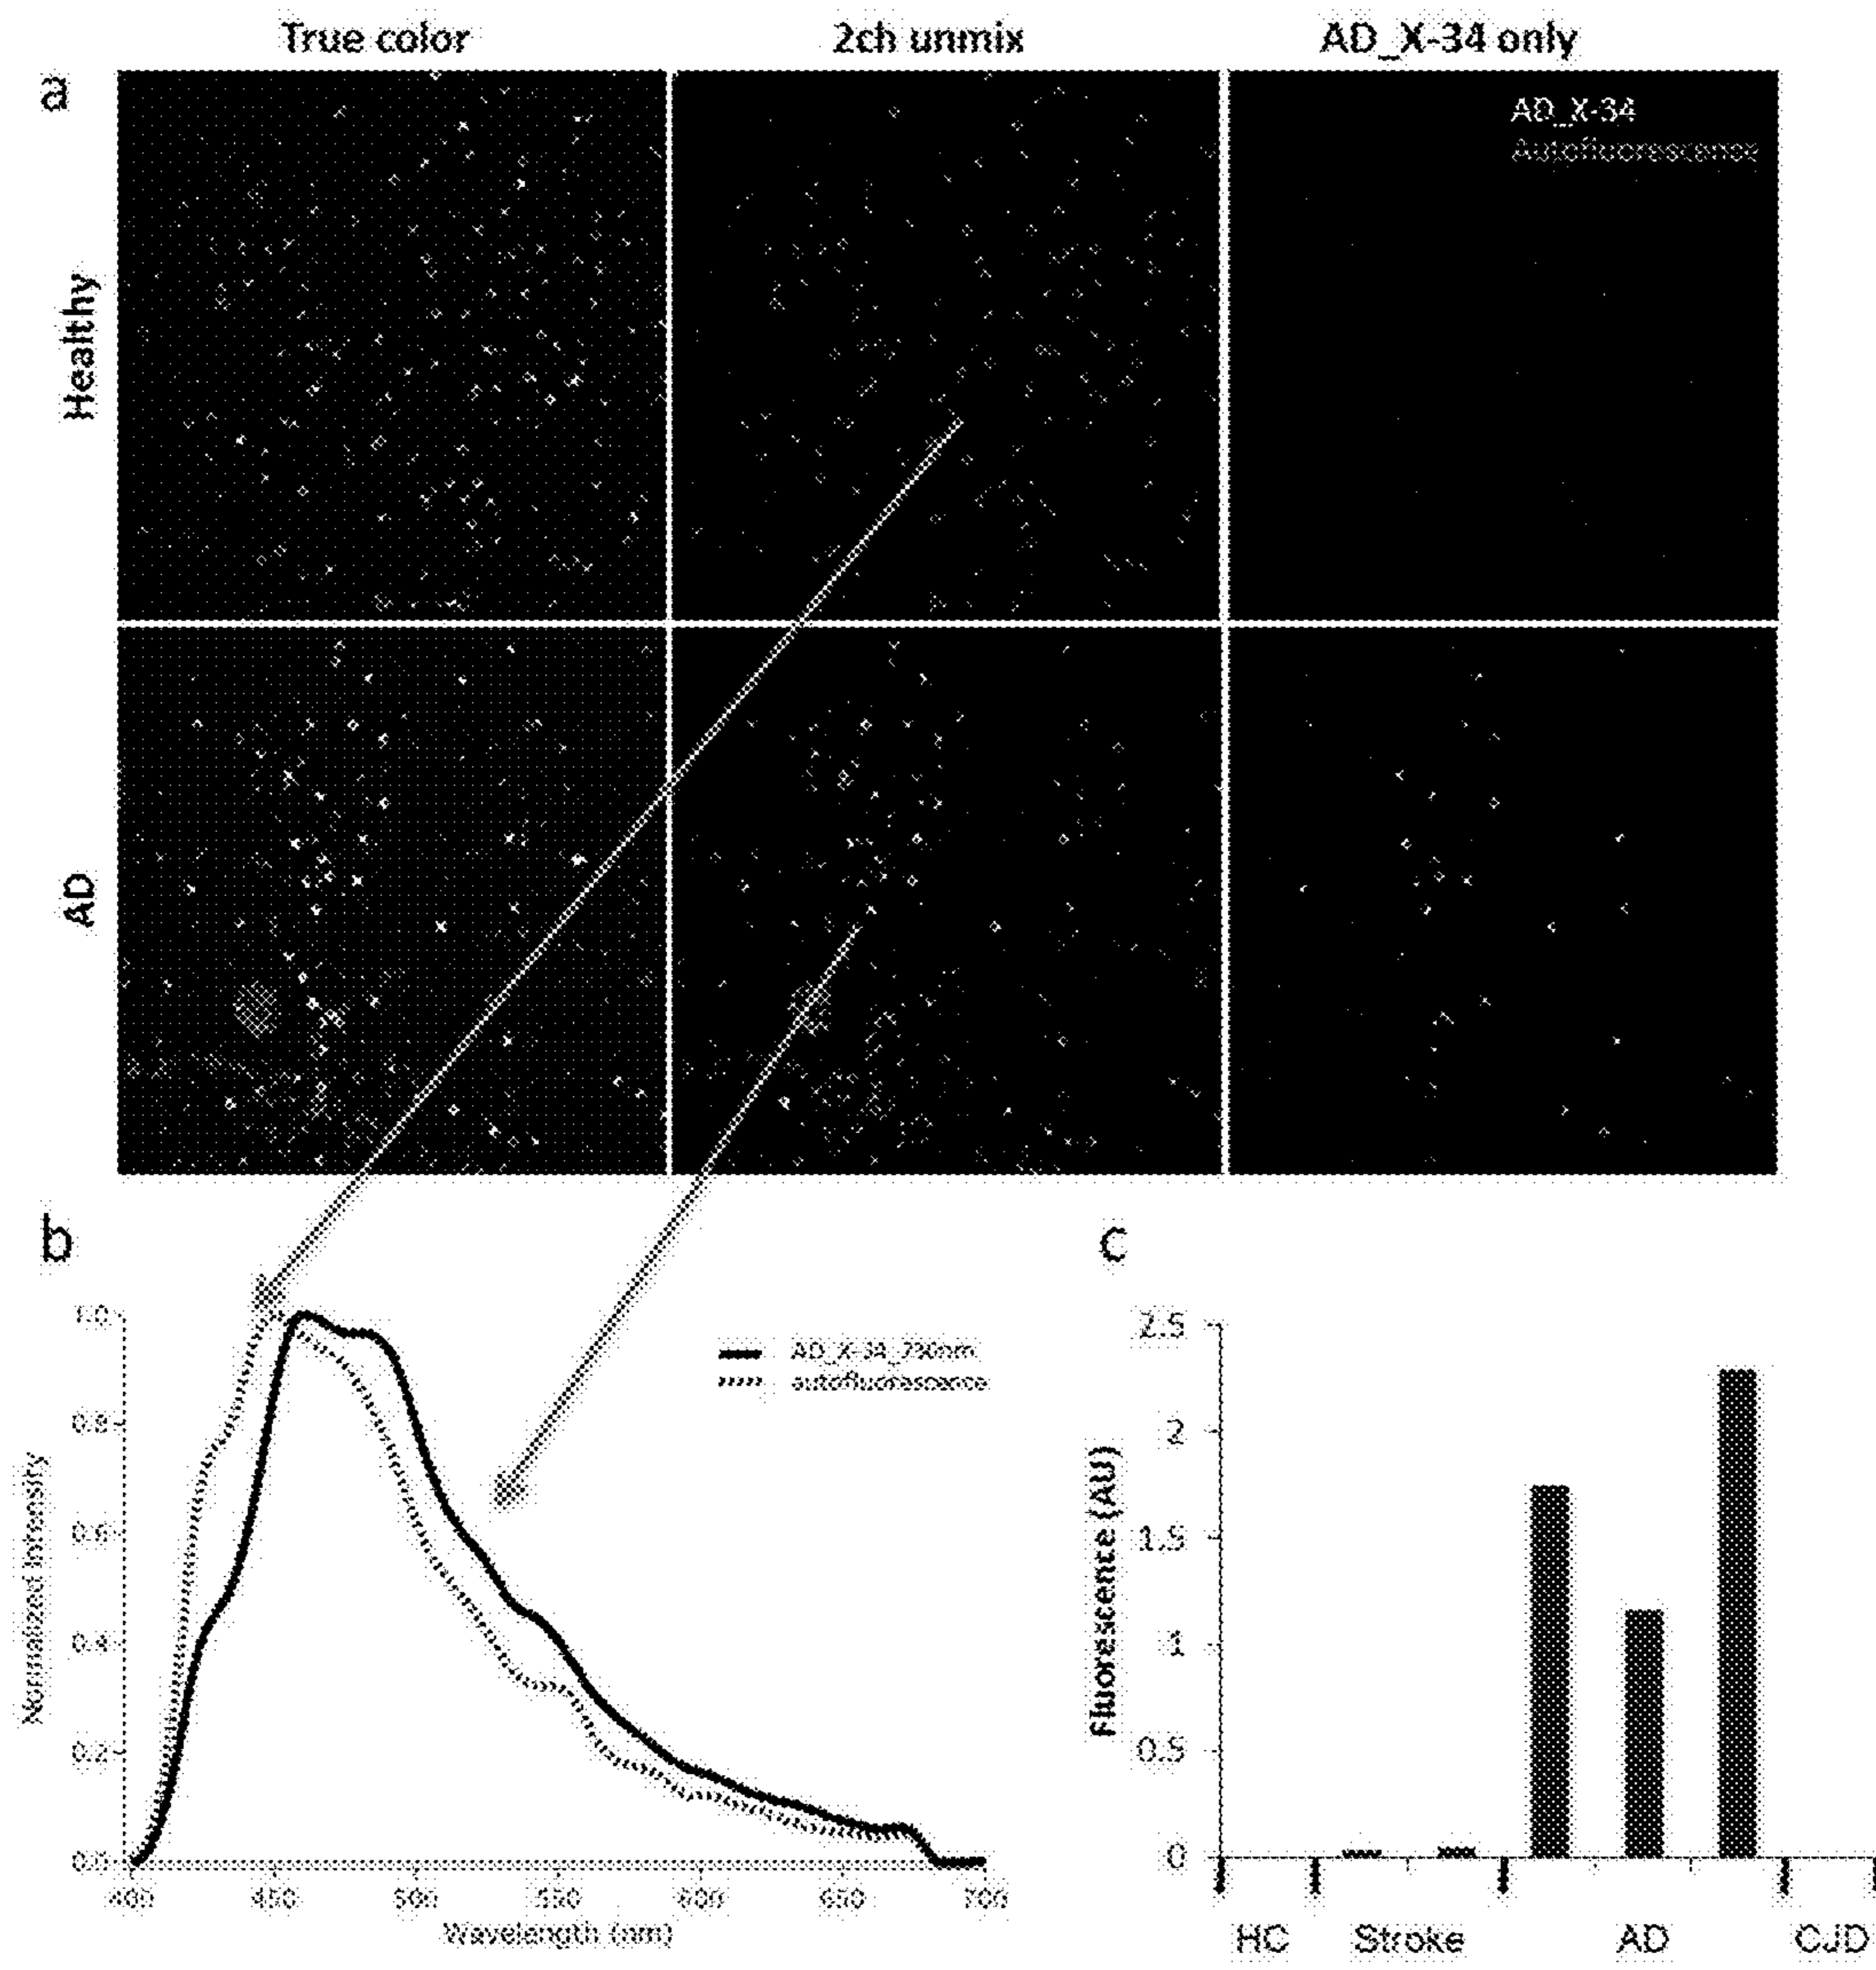 True color 2ch unmix AD_X-34 only
a
AD_X-34
Autofluorescence
Healthy
AD
b
1.0
0.8
0.6
0.4
0.2
0.0
Normalized Intensity
400 450 500 550 600 650 700
Wavelength (nm)
AD_X-34_730nm
autofluorescence
c
2.5
2
1.5
1
0.5
0
Fluorescence (AU)
HC Stroke AD CJD